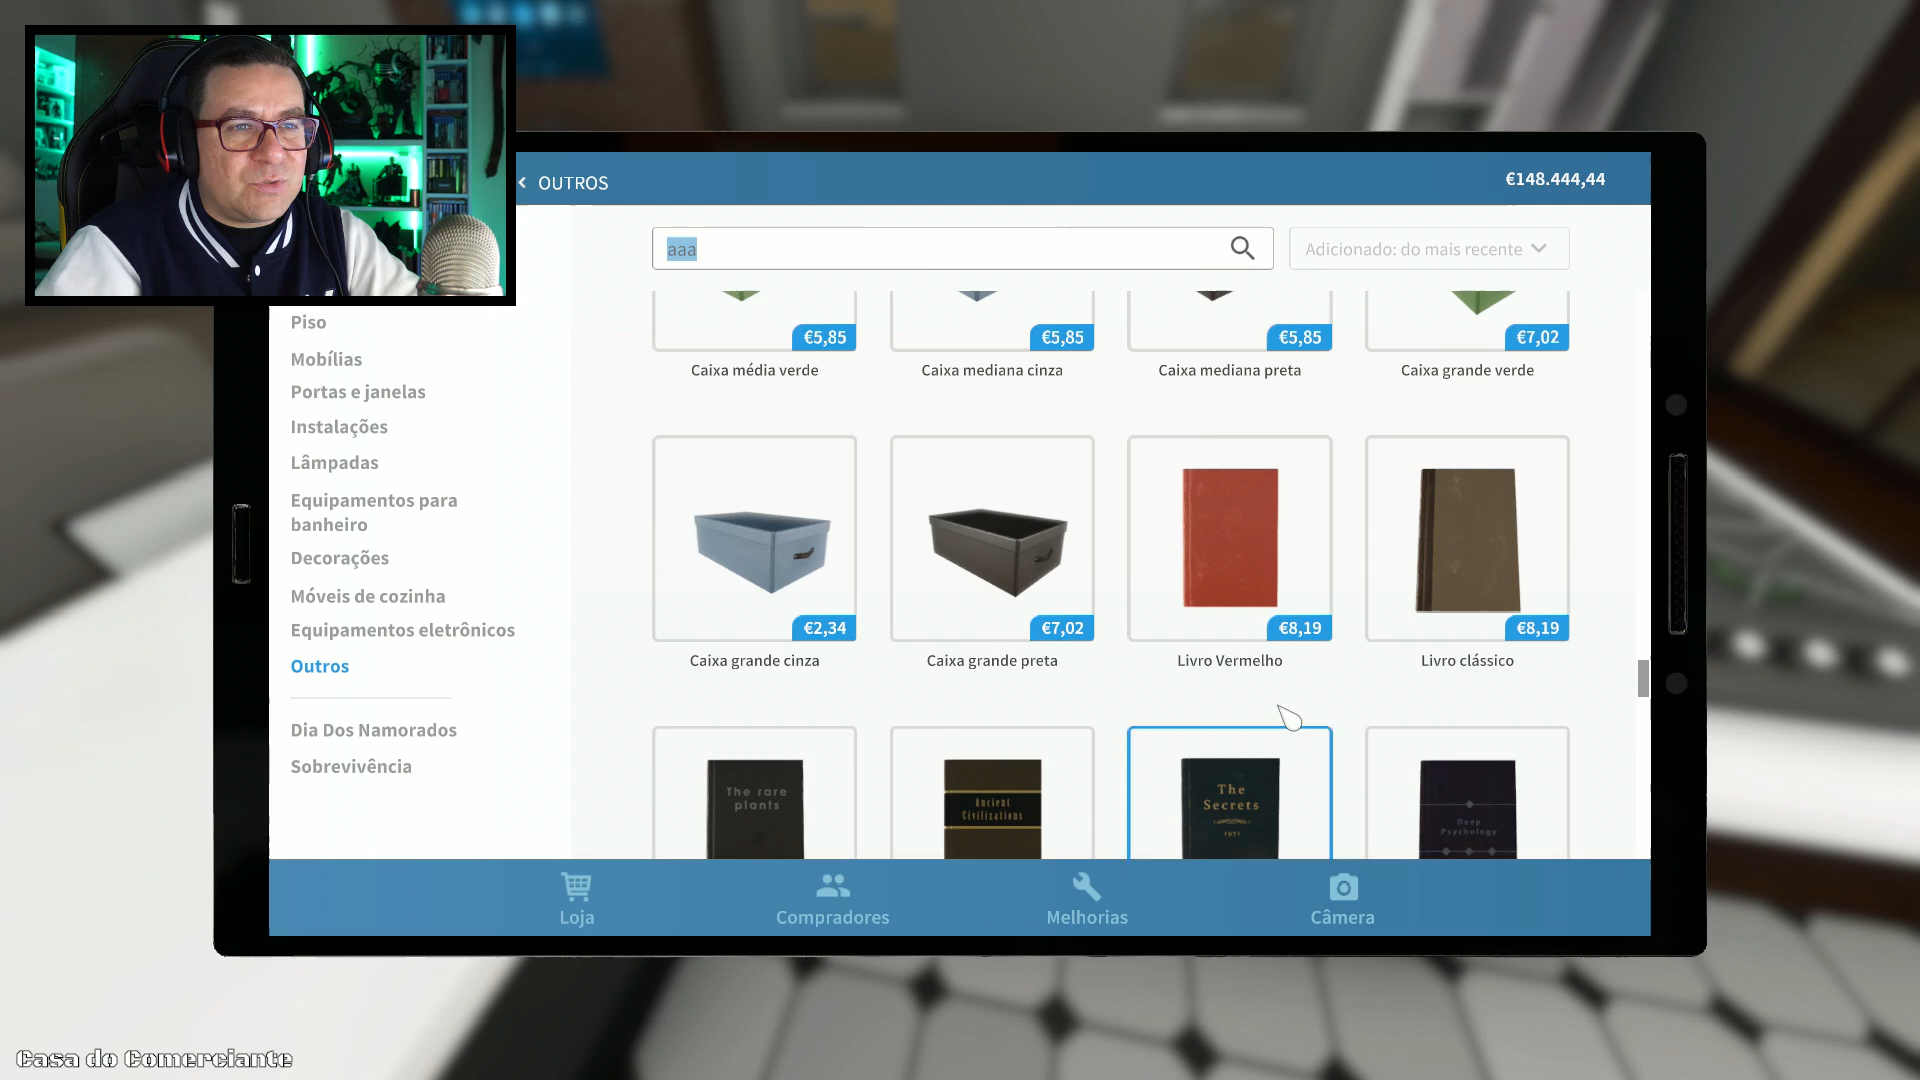 OUTROS
€148.444,44
aaa
Adicionado: do mais recente
Piso
Mobílias
Portas e janelas
Instalações
Lâmpadas
Equipamentos para
banheiro
Decorações
Móveis de cozinha
Equipamentos eletrônicos
Outros
Dia Dos Namorados
Sobrevivência
€5,85
€5,85
€5,85
€7,02
Caixa média verde
Caixa mediana cinza
Caixa mediana preta
Caixa grande verde
€2,34
€7,02
€8,19
€8,19
Caixa grande cinza
Caixa grande preta
Livro Vermelho
Livro clássico
The rare
plants
Ancient
Civilizations
The
Secrets
1971
Deep
Psychology
Loja
Compradores
Melhorias
Câmera
Casa do Comerciante